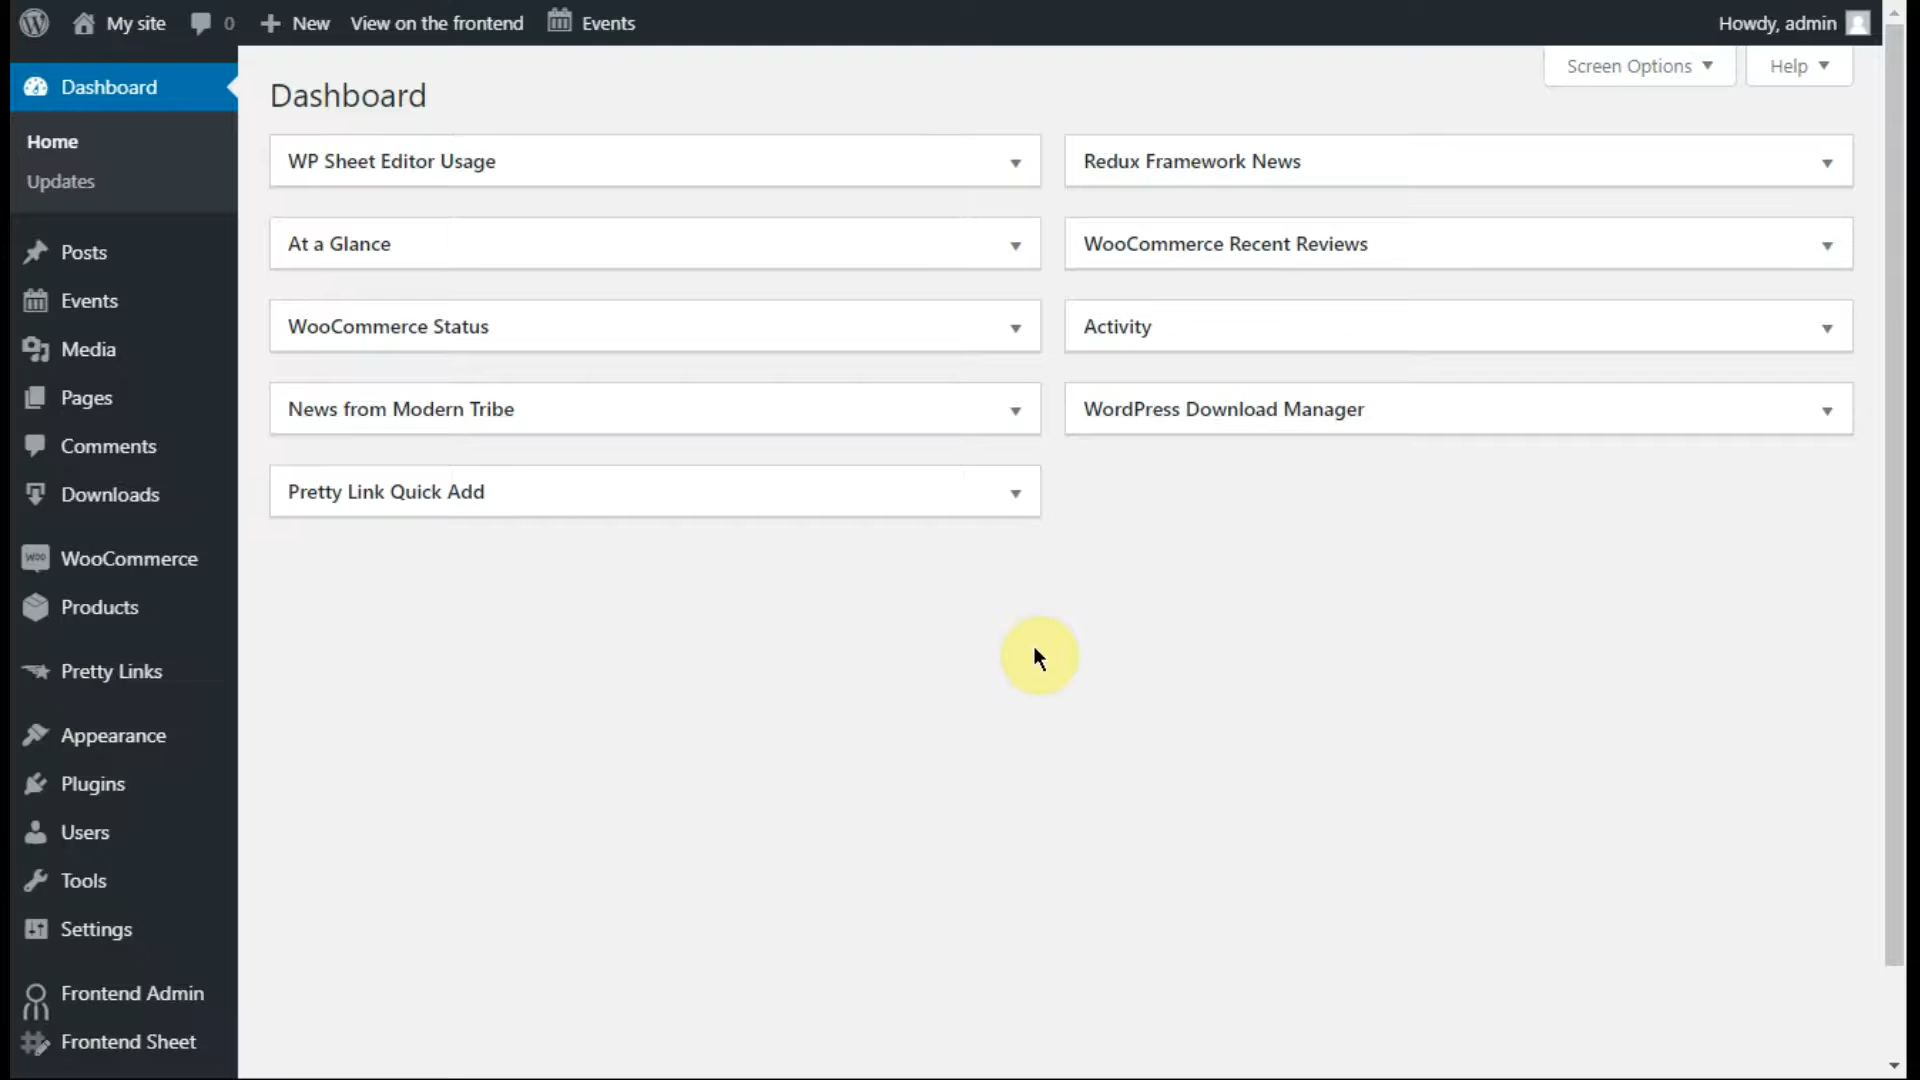 My site 0 New View on the frontend Events Howdy, admin
Screen Options Help
Dashboard
Home
Updates
Posts
Events
Media
Pages
Comments
Downloads
woo WooCommerce
Products
Pretty Links
Appearance
Plugins
Users
Tools
Settings
Frontend Admin
Frontend Sheet
Dashboard
WP Sheet Editor Usage
At a Glance
WooCommerce Status
News from Modern Tribe
Pretty Link Quick Add
Redux Framework News
WooCommerce Recent Reviews
Activity
WordPress Download Manager